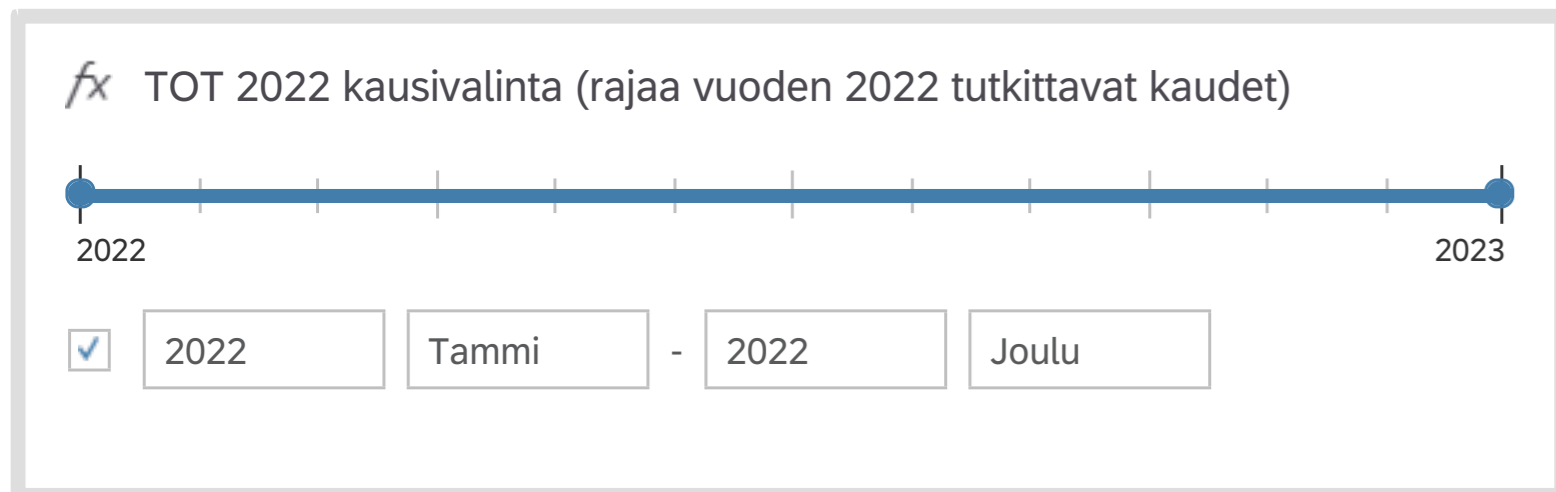 fx TOT 2022 kausivalinta (rajaa vuoden 2022 tutkittavat kaudet)
2022 2023
2022 Tammi - 2022 Joulu